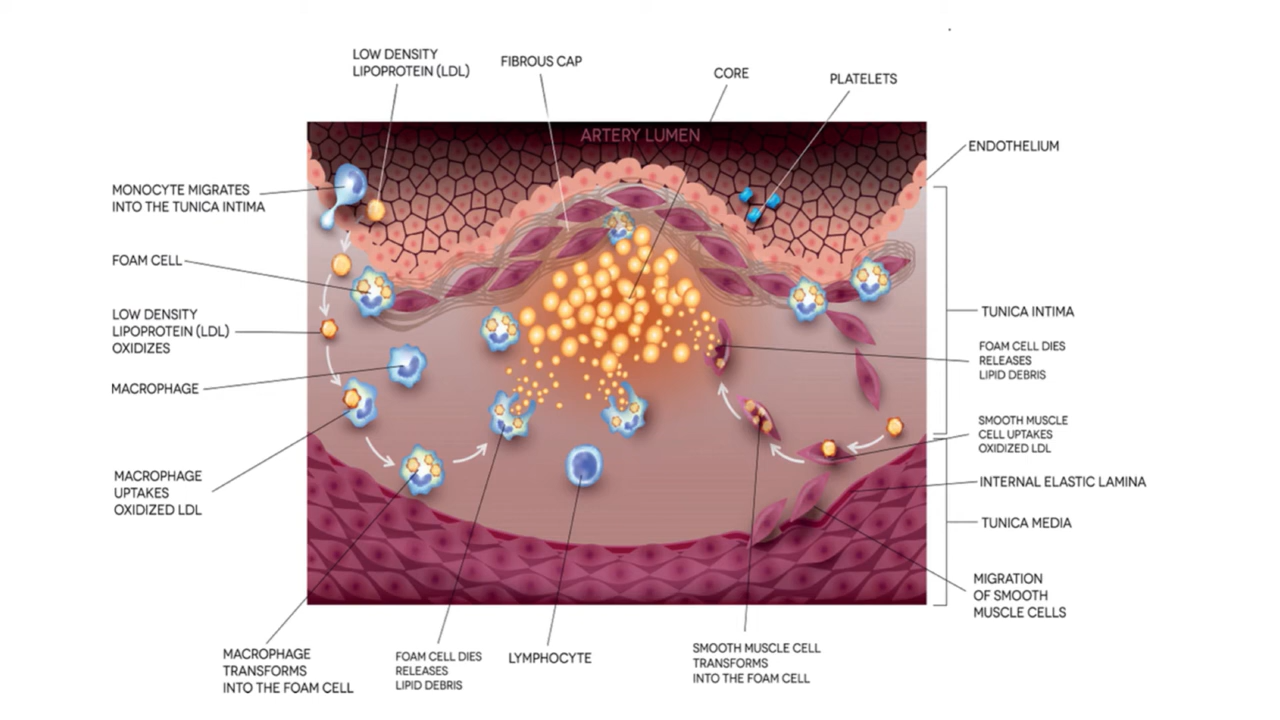 LOW DENSITY
LIPOPROTEIN (LDL)
FIBROUS CAP
CORE
PLATELETS
ARTERY LUMEN
ENDOTHELIUM
MONOCYTE MIGRATES
INTO THE TUNICA INTIMA
FOAM CELL
LOW DENSITY
LIPOPROTEIN (LDL)
OXIDIZES
MACROPHAGE
MACROPHAGE
UPTAKES
OXIDIZED LDL
TUNICA INTIMA
FOAM CELL DIES
RELEASES
LIPID DEBRIS
SMOOTH MUSCLE
CELL UPTAKES
OXIDIZED LDL
INTERNAL ELASTIC LAMINA
TUNICA MEDIA
MIGRATION
OF SMOOTH
MUSCLE CELLS
MACROPHAGE
TRANSFORMS
INTO THE FOAM CELL
FOAM CELL DIES
RELEASES
LIPID DEBRIS
LYMPHOCYTE
SMOOTH MUSCLE CELL
TRANSFORMS
INTO THE FOAM CELL